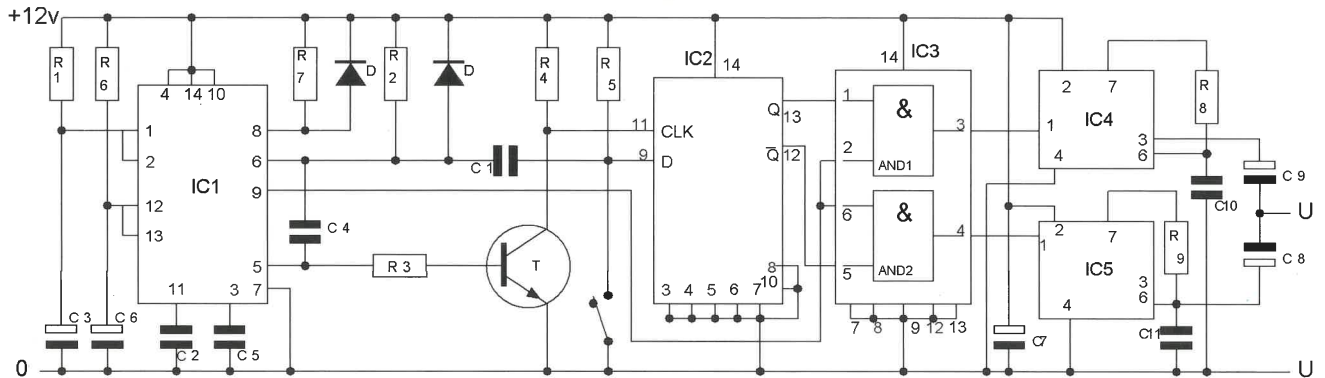 +12v
R 1
R 6
4 14 10
R 7
D
R 2
D
R 4
R 5
IC2
14
IC3
14
2 7
R 8
1
2
12
13
IC1
8
6
9
5
7
11 3
C 1
C 4
R 3
T
11 CLK
9 D
Q 13
Q̅ 12
8
10
3 4 5 6 7
1
2
& 
AND1
3
6
5
&
AND2
4
7 8 9 12 13
1
IC4
3
6
4
C10
C 9
U
C 8
2 7
1
IC5
4
3
6
R 9
C11
C 3
C 6
C 2
C 5
C7
0
U